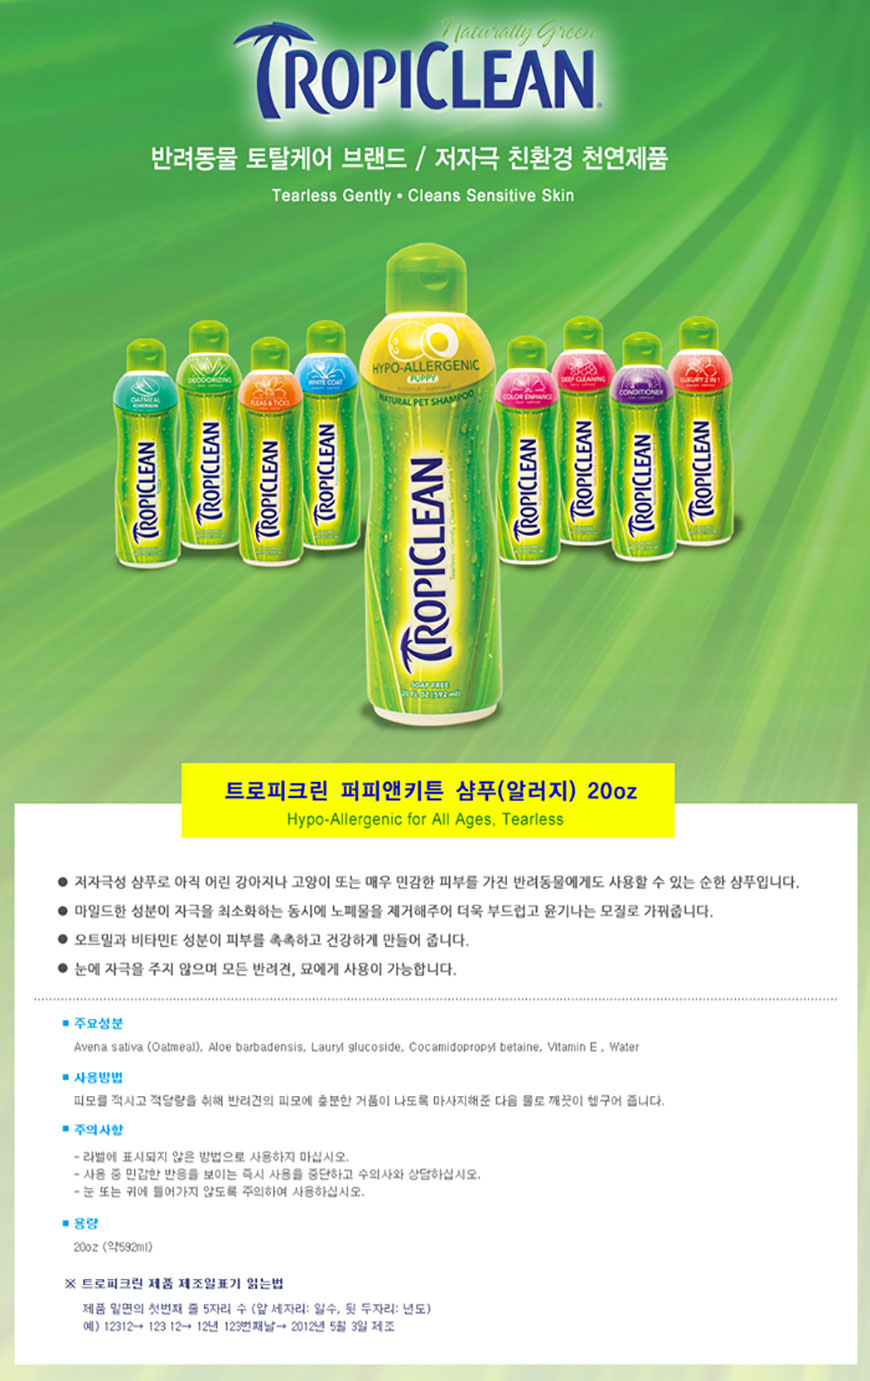 Naturally Green
TROPICLEAN
반려동물 토탈케어 브랜드 / 저자극 친환경 천연제품
Tearless Gently • Cleans Sensitive Skin
OATMEAL
TROPICLEAN
DEODORIZING
TROPICLEAN
FLEAS & TICKS
TROPICLEAN
WHITE COAT
TROPICLEAN
HYPO-ALLERGENIC
PUPPY
coconut · oatmeal
NATURAL PET SHAMPOO
TROPICLEAN
SOAP FREE
20 FL OZ (592 ml)
COLOR ENHANCE
TROPICLEAN
DEEP CLEANING
TROPICLEAN
CONDITIONER
TROPICLEAN
LUXURY 2 IN 1
TROPICLEAN
트로피크린 퍼피앤키튼 샴푸(알러지) 20oz
Hypo-Allergenic for All Ages, Tearless
● 저자극성 샴푸로 아직 어린 강아지나 고양이 또는 매우 민감한 피부를 가진 반려동물에게도 사용할 수 있는 순한 샴푸입니다.
● 마일드한 성분이 자극을 최소화하는 동시에 노폐물을 제거해주어 더욱 부드럽고 윤기나는 모질로 가꿔줍니다.
● 오트밀과 비타민E 성분이 피부를 촉촉하고 건강하게 만들어 줍니다.
● 눈에 자극을 주지 않으며 모든 반려견, 묘에게 사용이 가능합니다.
■ 주요성분
Avena sativa (Oatmeal), Aloe barbadensis, Lauryl glucoside, Cocamidopropyl betaine, Vitamin E , Water
■ 사용방법
피모를 적시고 적당량을 취해 반려견의 피모에 충분한 거품이 나도록 마사지해준 다음 물로 깨끗이 헹구어 줍니다.
■ 주의사항
- 라벨에 표시되지 않은 방법으로 사용하지 마십시오.
- 사용 중 민감한 반응을 보이는 즉시 사용을 중단하고 수의사와 상담하십시오.
- 눈 또는 귀에 들어가지 않도록 주의하여 사용하십시오.
■ 용량
20oz (약592ml)
※ 트로피크린 제품 제조일표기 읽는법
제품 밑면의 첫번째 줄 5자리 수 (앞 세자리: 일수, 뒷 두자리: 년도)
예) 12312→ 123 12→ 12년 123번째날→ 2012년 5월 3일 제조